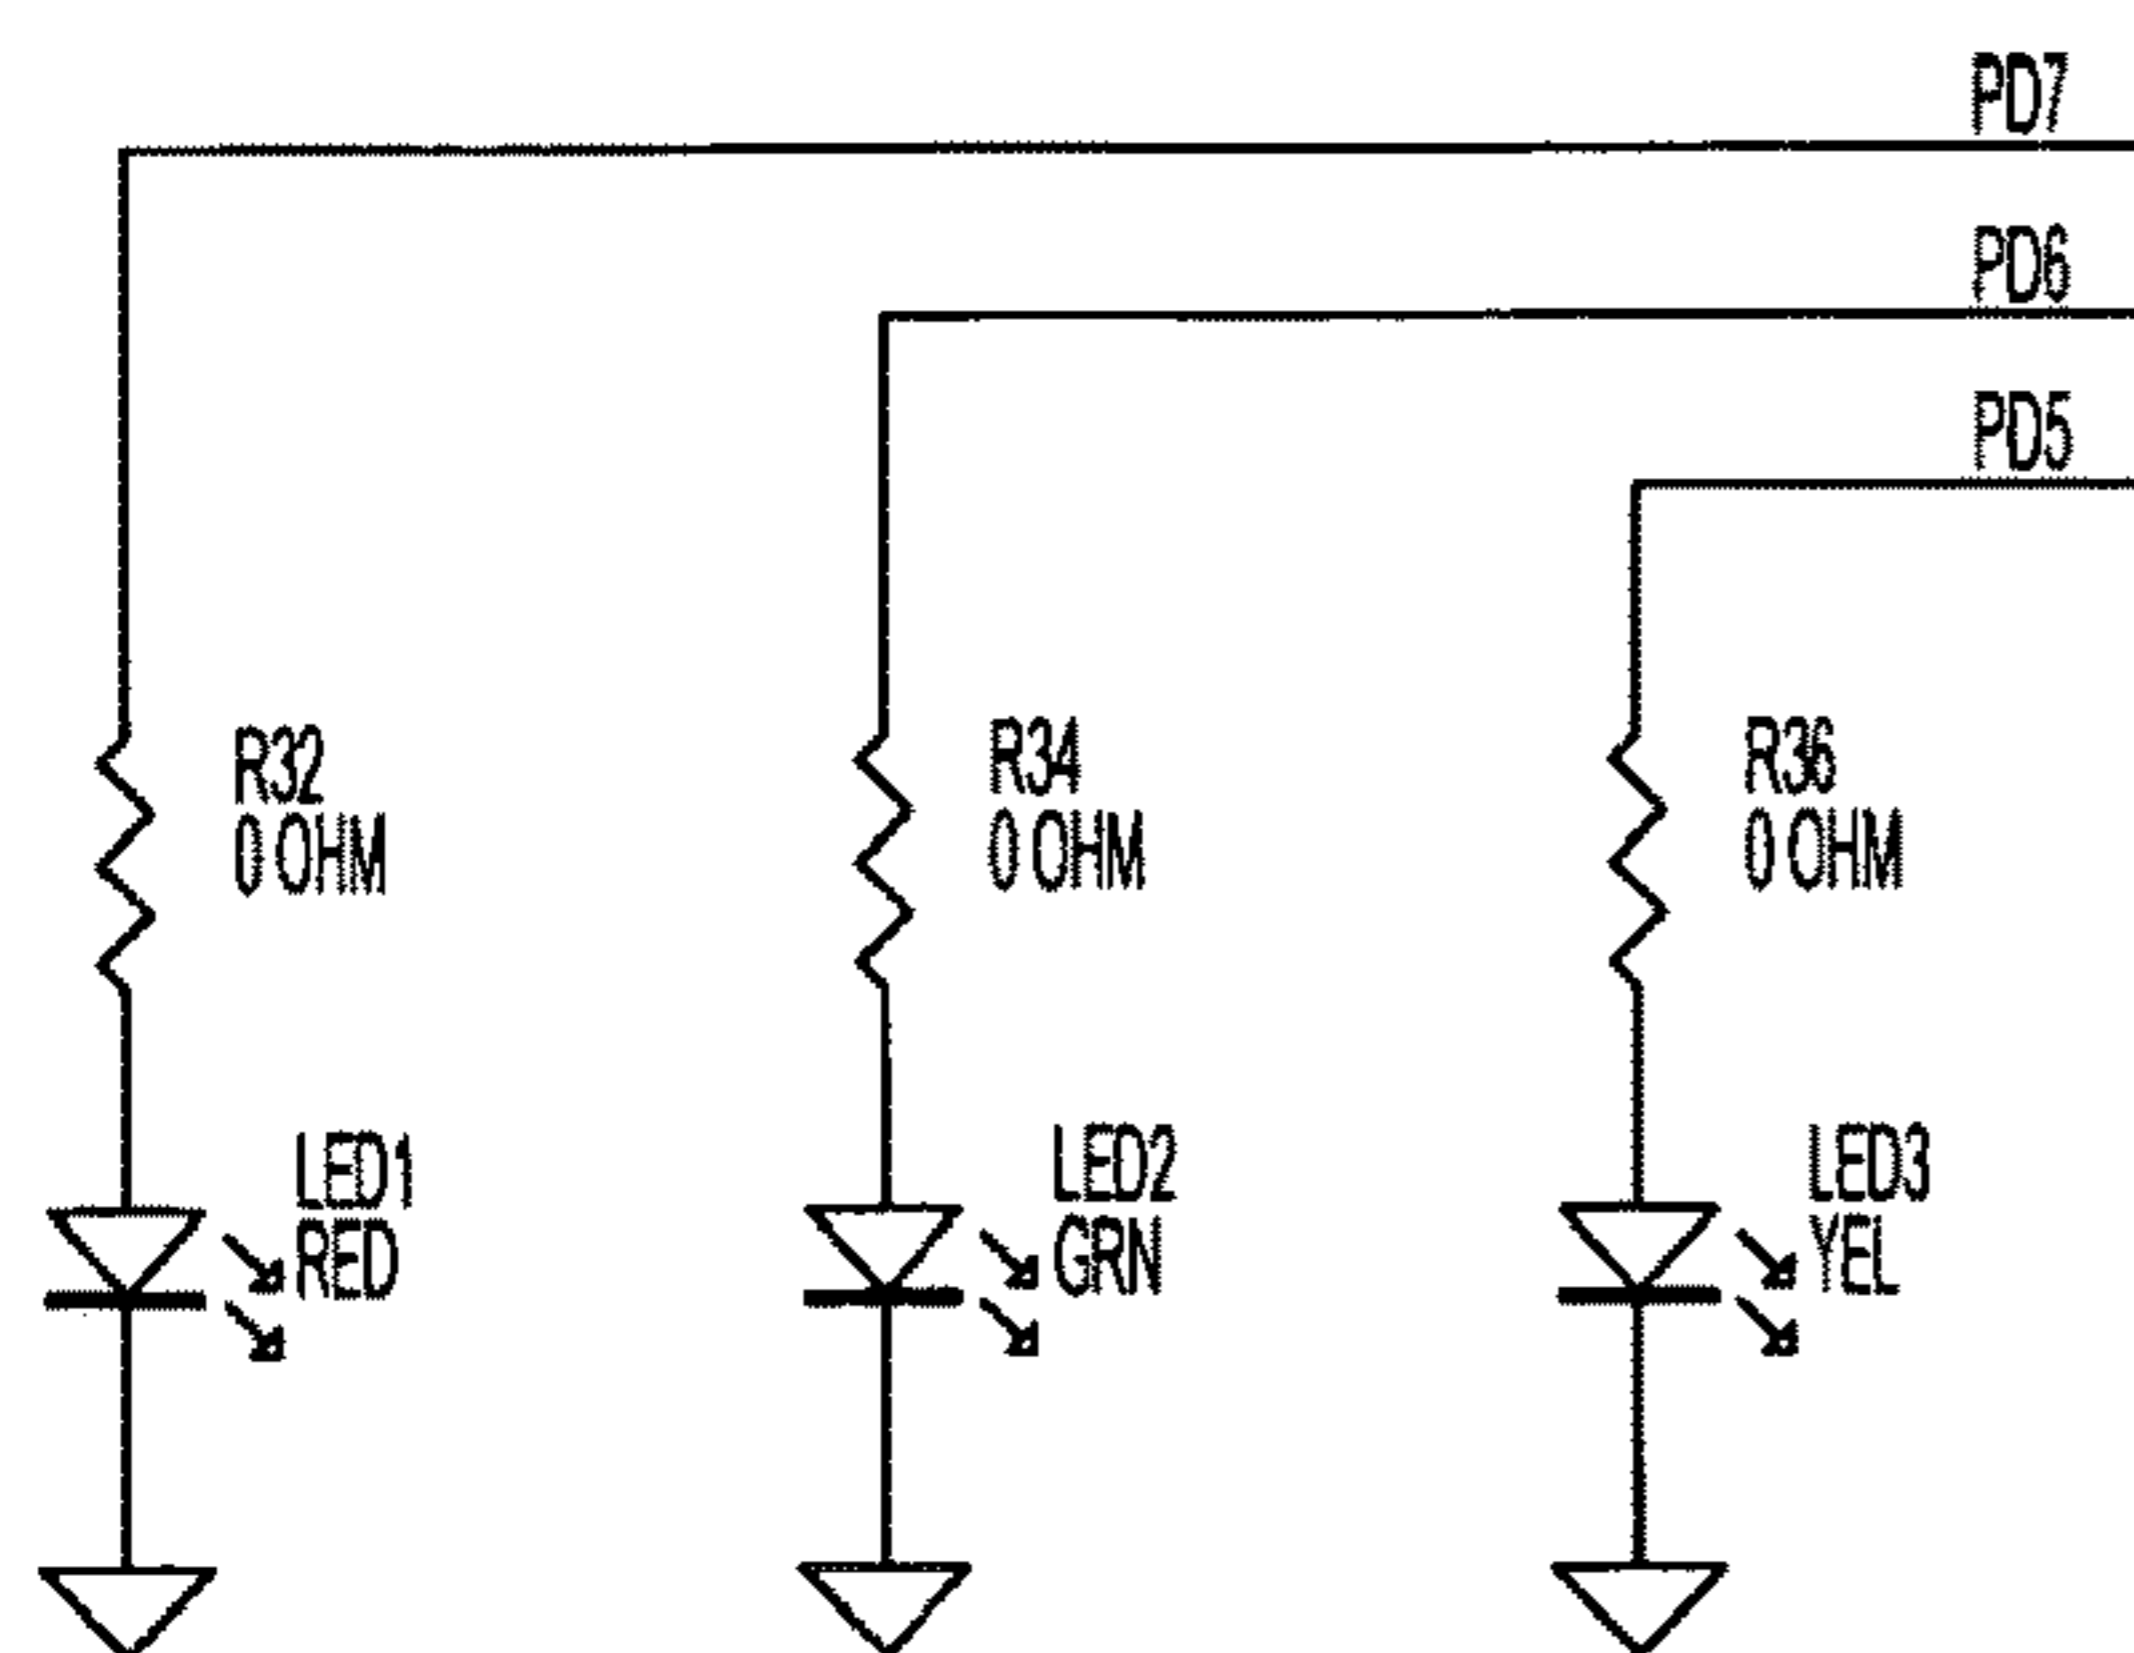 PD7
PD6
PD5
R32
0 OHM
R34
0 OHM
R36
0 OHM
LED1
RED
LED2
GRN
LED3
YEL